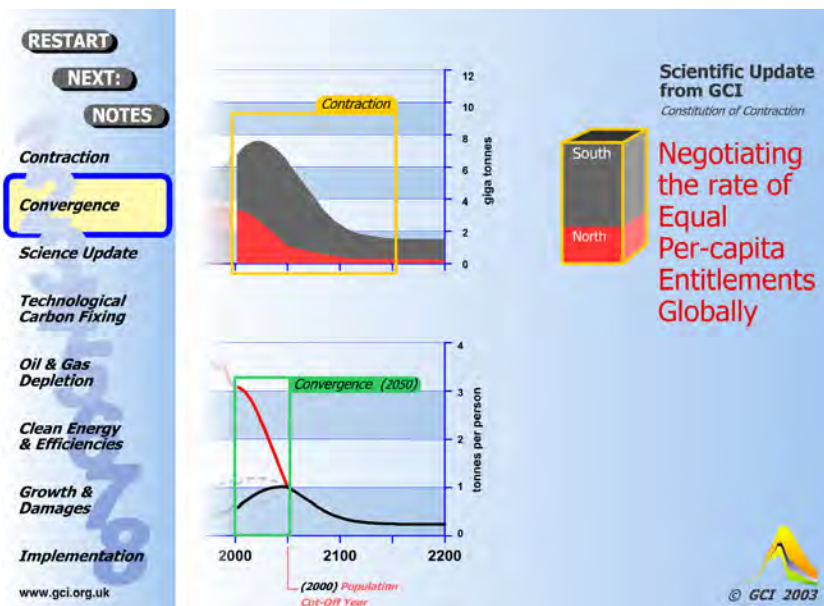 RESTART
NEXT:
NOTES
Contraction
Convergence
Science Update
Technological
Carbon Fixing
Oil & Gas
Depletion
Clean Energy
& Efficiencies
Growth &
Damages
Implementation
www.gci.org.uk
Contraction
12
10
8
6
4
2
0
giga tonnes
Convergence (2050)
4
3
2
1
0
tonnes per person
2000
2100
2200
(2000) Population
Cut-Off Year
Scientific Update
from GCI
Constitution of Contraction
South
North
Negotiating
the rate of
Equal
Per-capita
Entitlements
Globally
© GCI 2003